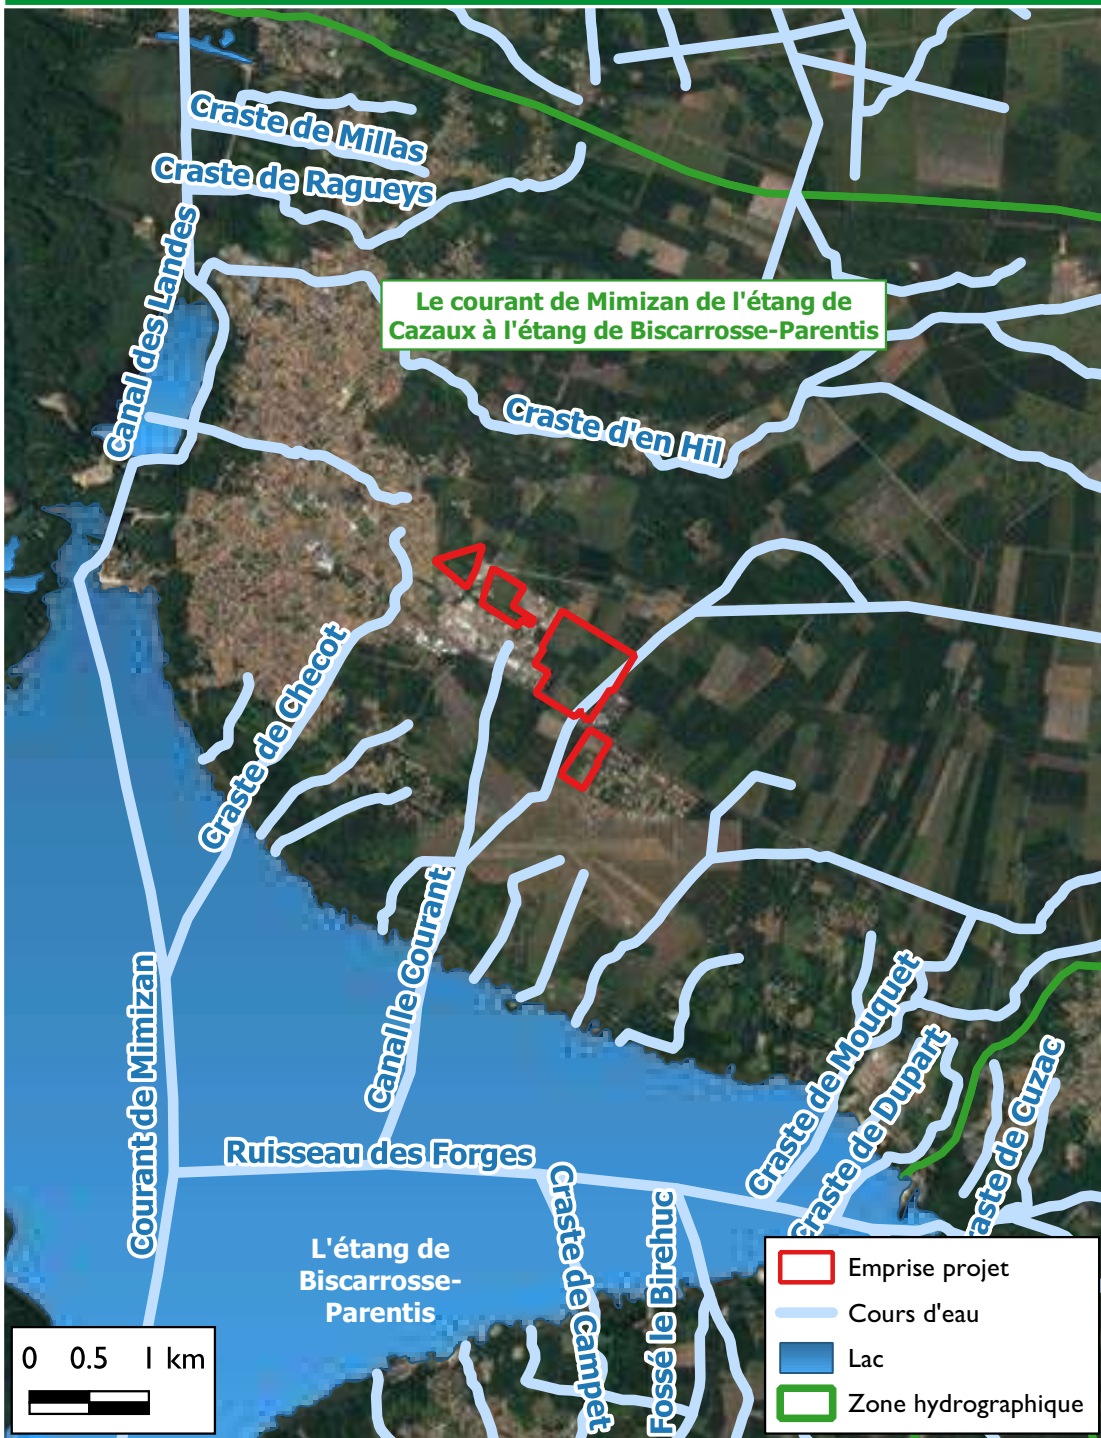 Craste de Millas
Craste de Ragueys
Canal des Landes
Le courant de Mimizan de l'étang de
Cazaux à l'étang de Biscarrosse-Parentis
Craste d'en Hil
Craste de Checot
Canaille Courant
Courant de Mimizan
Ruisseau des Forges
Craste de Mouquet
Craste de Dupart
raste de Cuzac
Craste de Campet
Fossé le Birehuc
L'étang de
Biscarrosse-
Parentis
Emprise projet
Cours d'eau
Lac
Zone hydrographique
0 0.5 1 km